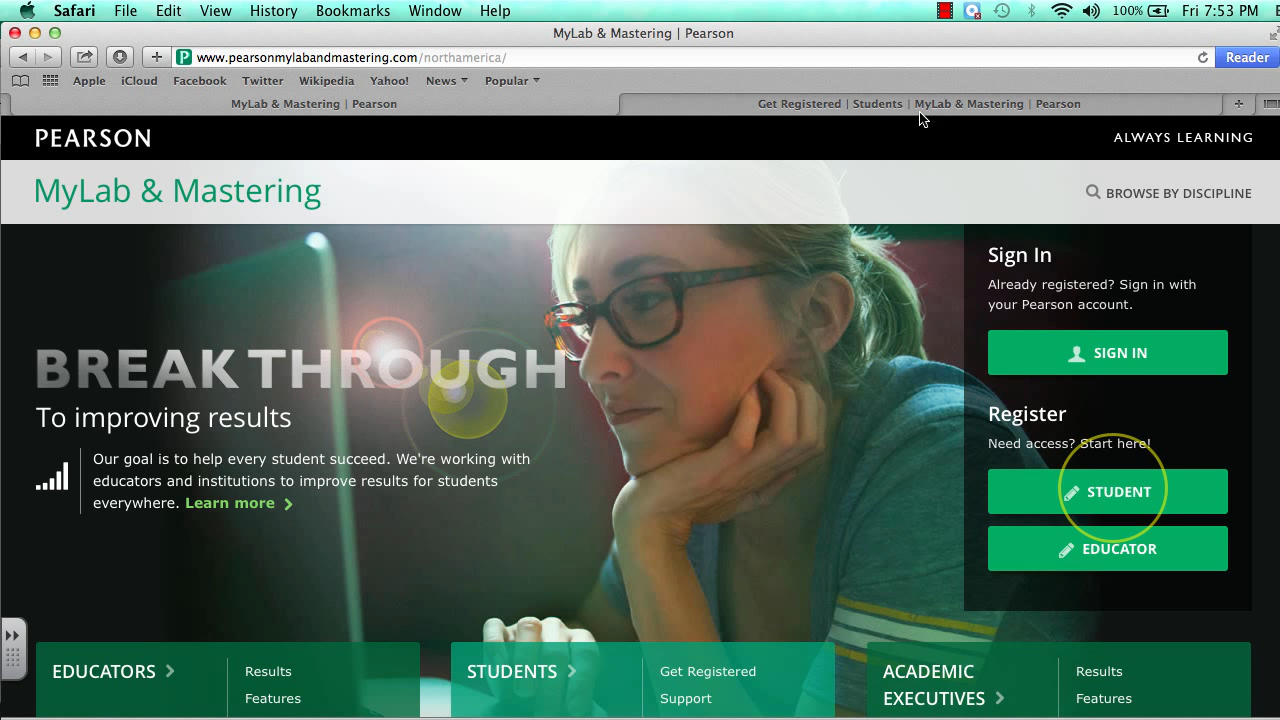 Safari File Edit View History Bookmarks Window Help 100% Fri 7:53 PM
MyLab & Mastering | Pearson
www.pearsonmylabandmastering.com/northamerica/ Reader
Apple iCloud Facebook Twitter Wikipedia Yahoo! News Popular
MyLab & Mastering | Pearson Get Registered | Students | MyLab & Mastering | Pearson
PEARSON ALWAYS LEARNING
MyLab & Mastering BROWSE BY DISCIPLINE
BREAKTHROUGH
To improving results
Our goal is to help every student succeed. We're working with
educators and institutions to improve results for students
everywhere. Learn more
Sign In
Already registered? Sign in with
your Pearson account.
SIGN IN
Register
Need access? Start here!
STUDENT
EDUCATOR
EDUCATORS
Results
Features
STUDENTS
Get Registered
Support
ACADEMIC
EXECUTIVES
Results
Features